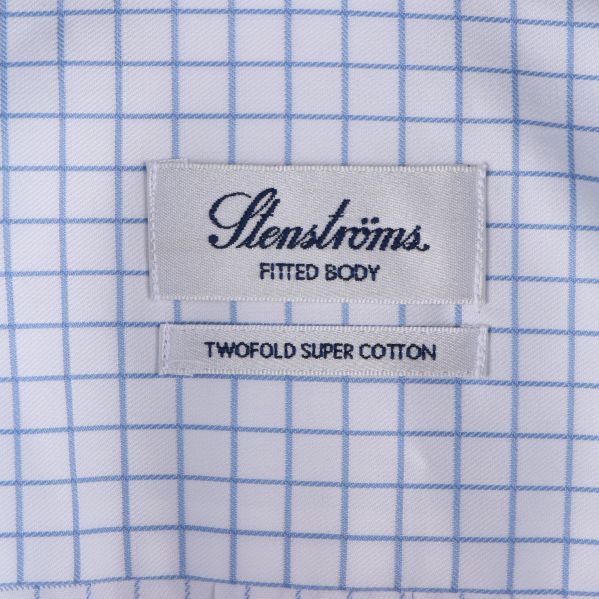 Stenströms
FITTED BODY
TWOFOLD SUPER COTTON